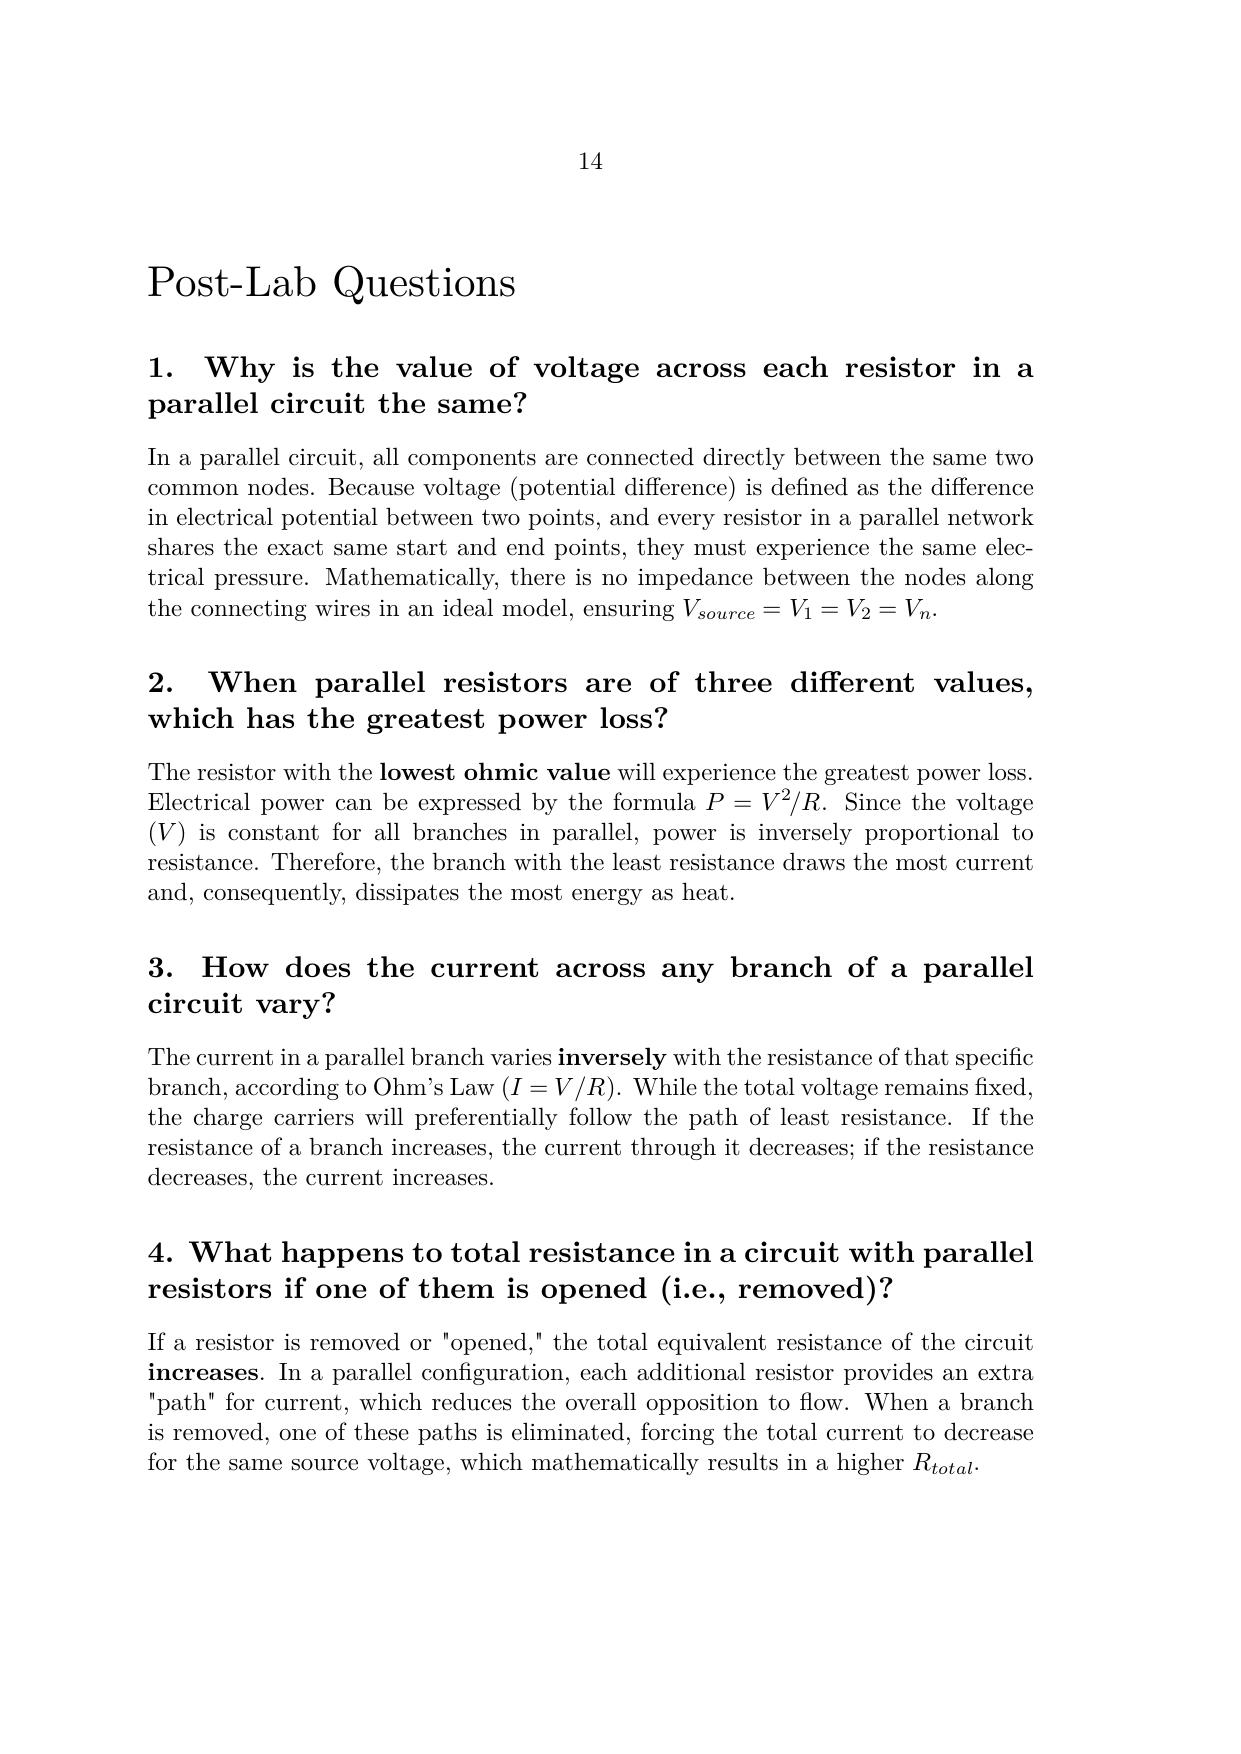 14
Post-Lab Questions
1. Why is the value of voltage across each resistor in a
parallel circuit the same?
In a parallel circuit, all components are connected directly between the same two
common nodes. Because voltage (potential difference) is defined as the difference
in electrical potential between two points, and every resistor in a parallel network
shares the exact same start and end points, they must experience the same elec-
trical pressure. Mathematically, there is no impedance between the nodes along
the connecting wires in an ideal model, ensuring $V_{source} = V_1 = V_2 = V_n$.
2. When parallel resistors are of three different values,
which has the greatest power loss?
The resistor with the lowest ohmic value will experience the greatest power loss.
Electrical power can be expressed by the formula $P = V^2/R$. Since the voltage
$(V)$ is constant for all branches in parallel, power is inversely proportional to
resistance. Therefore, the branch with the least resistance draws the most current
and, consequently, dissipates the most energy as heat.
3. How does the current across any branch of a parallel
circuit vary?
The current in a parallel branch varies inversely with the resistance of that specific
branch, according to Ohm's Law $(I = V/R)$. While the total voltage remains fixed,
the charge carriers will preferentially follow the path of least resistance. If the
resistance of a branch increases, the current through it decreases; if the resistance
decreases, the current increases.
4. What happens to total resistance in a circuit with parallel
resistors if one of them is opened (i.e., removed)?
If a resistor is removed or "opened," the total equivalent resistance of the circuit
increases. In a parallel configuration, each additional resistor provides an extra
"path" for current, which reduces the overall opposition to flow. When a branch
is removed, one of these paths is eliminated, forcing the total current to decrease
for the same source voltage, which mathematically results in a higher $R_{total}$.